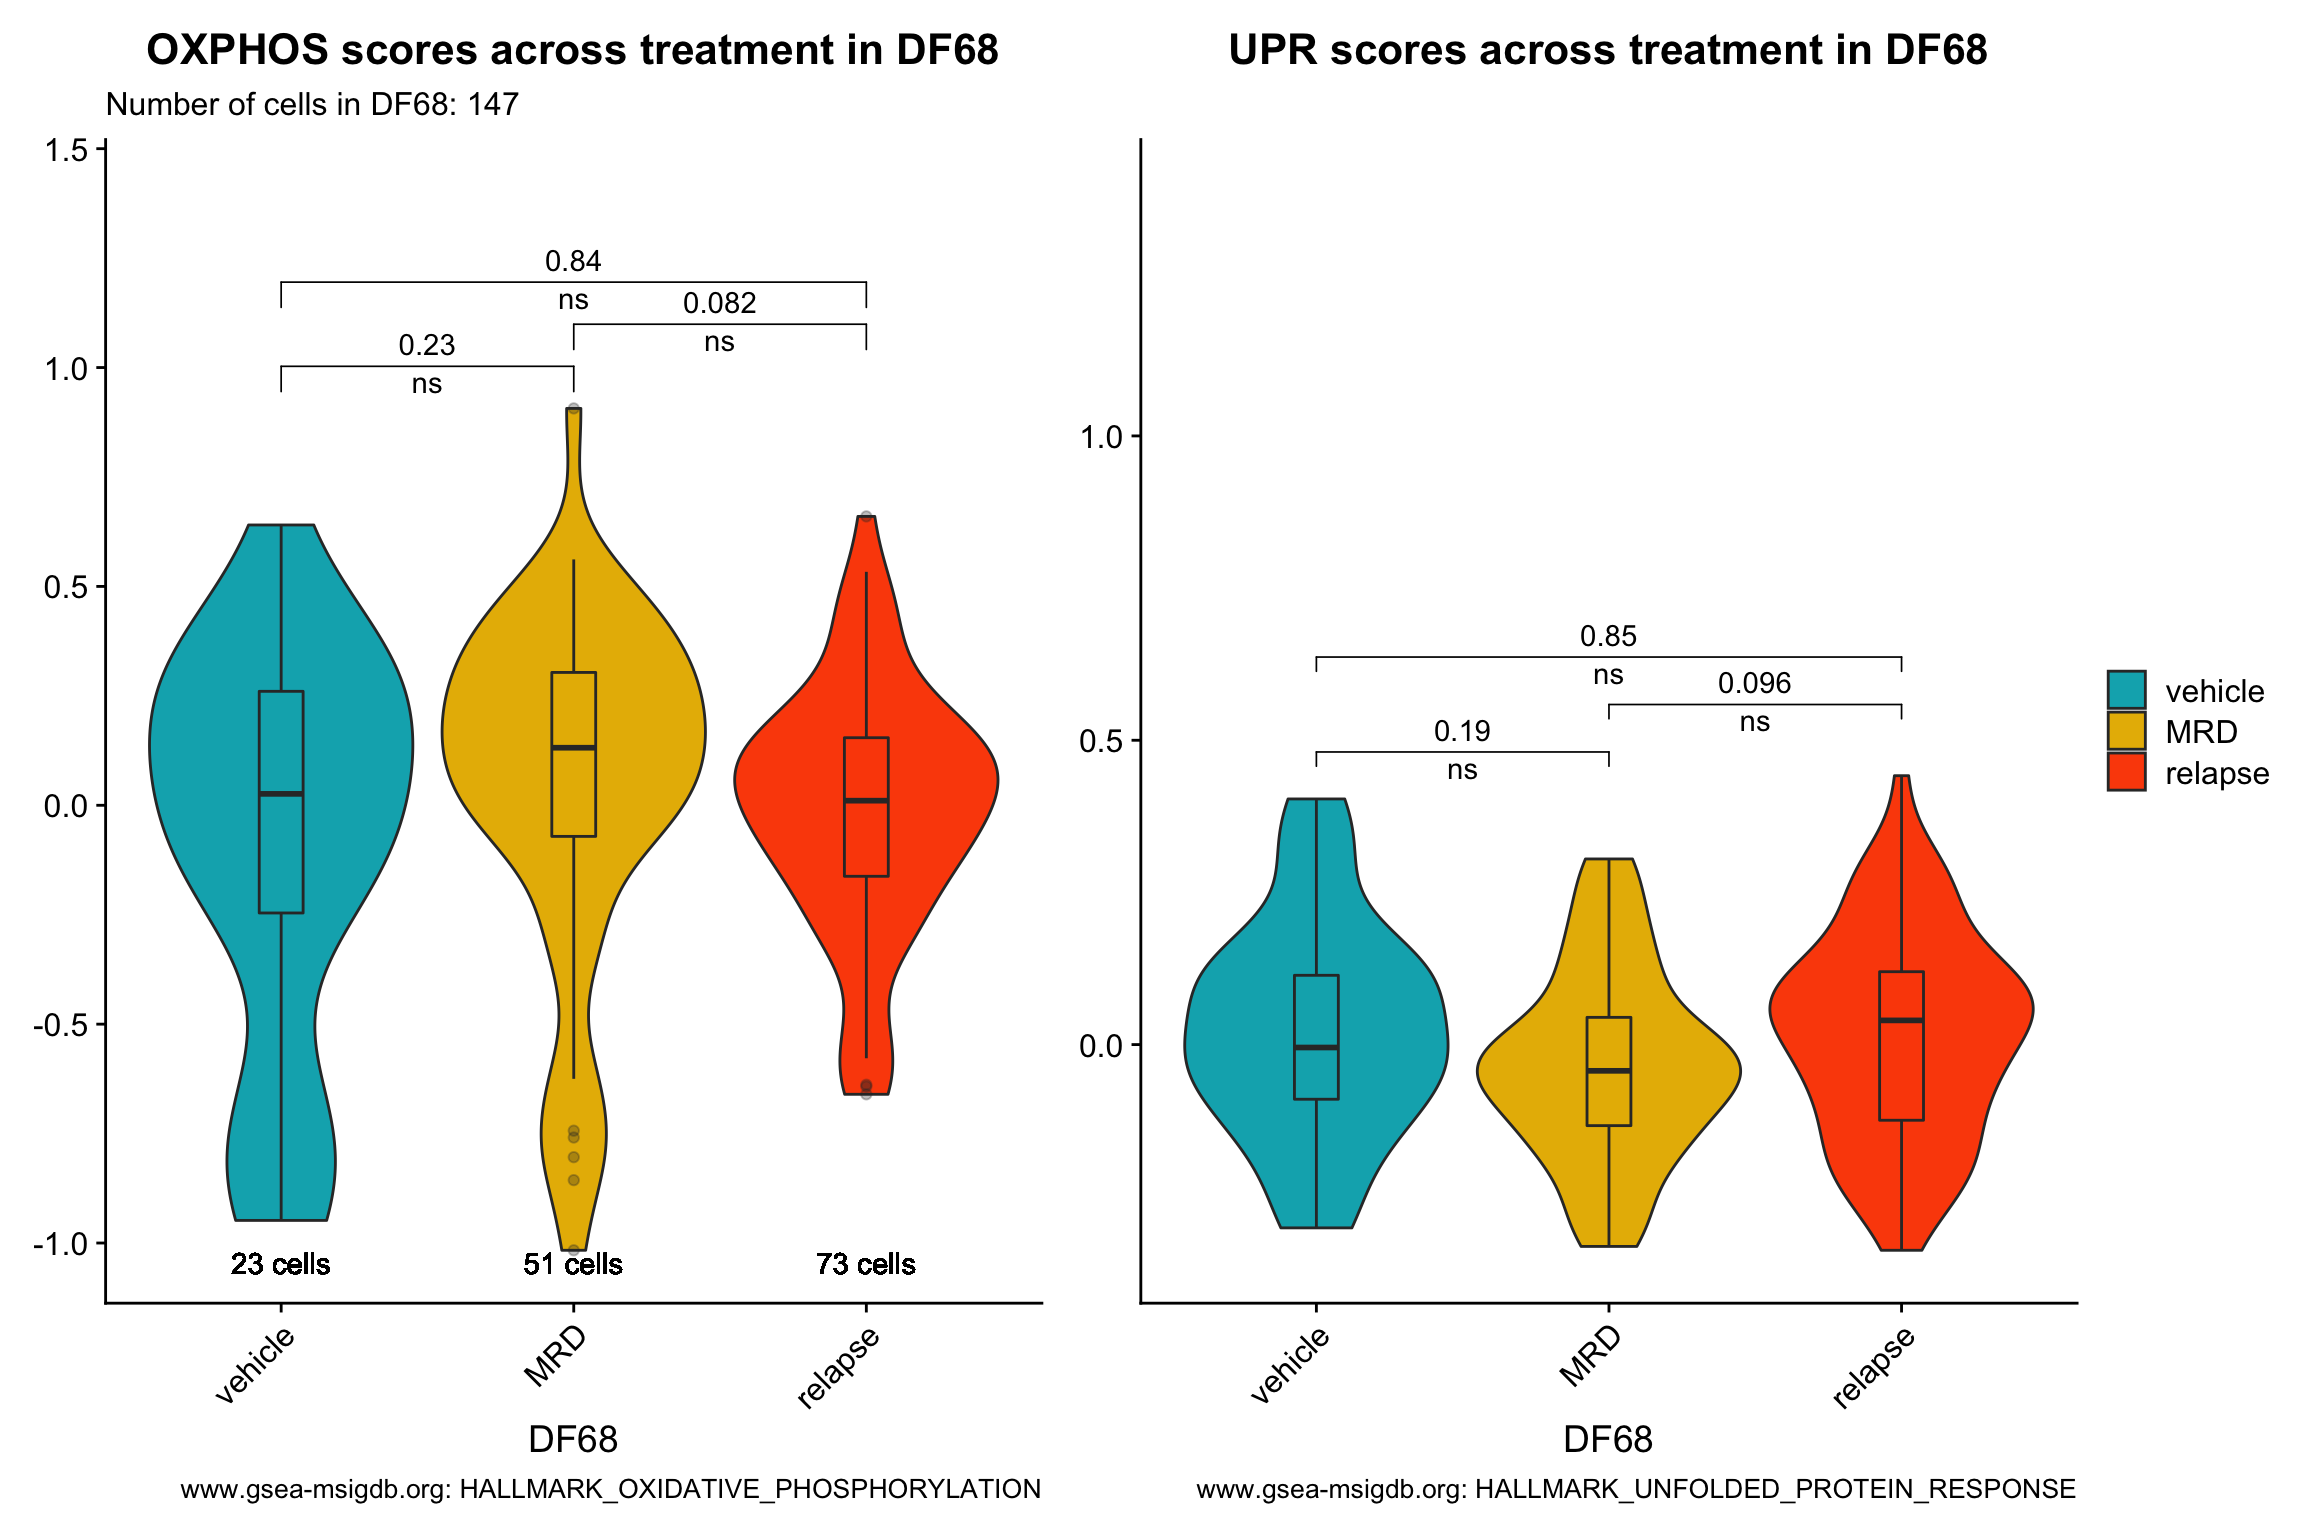 OXPHOS scores across treatment in DF68
Number of cells in DF68: 147
1.5
1.0
0.5
0.0
-0.5
-1.0
0.84
ns
0.082
ns
0.23
ns
23 cells
51 cells
73 cells
vehicle
MRD
relapse
DF68
www.gsea-msigdb.org: HALLMARK_OXIDATIVE_PHOSPHORYLATION
UPR scores across treatment in DF68
1.0
0.5
0.0
0.85
ns
0.096
ns
0.19
ns
vehicle
MRD
relapse
DF68
www.gsea-msigdb.org: HALLMARK_UNFOLDED_PROTEIN_RESPONSE
vehicle
MRD
relapse